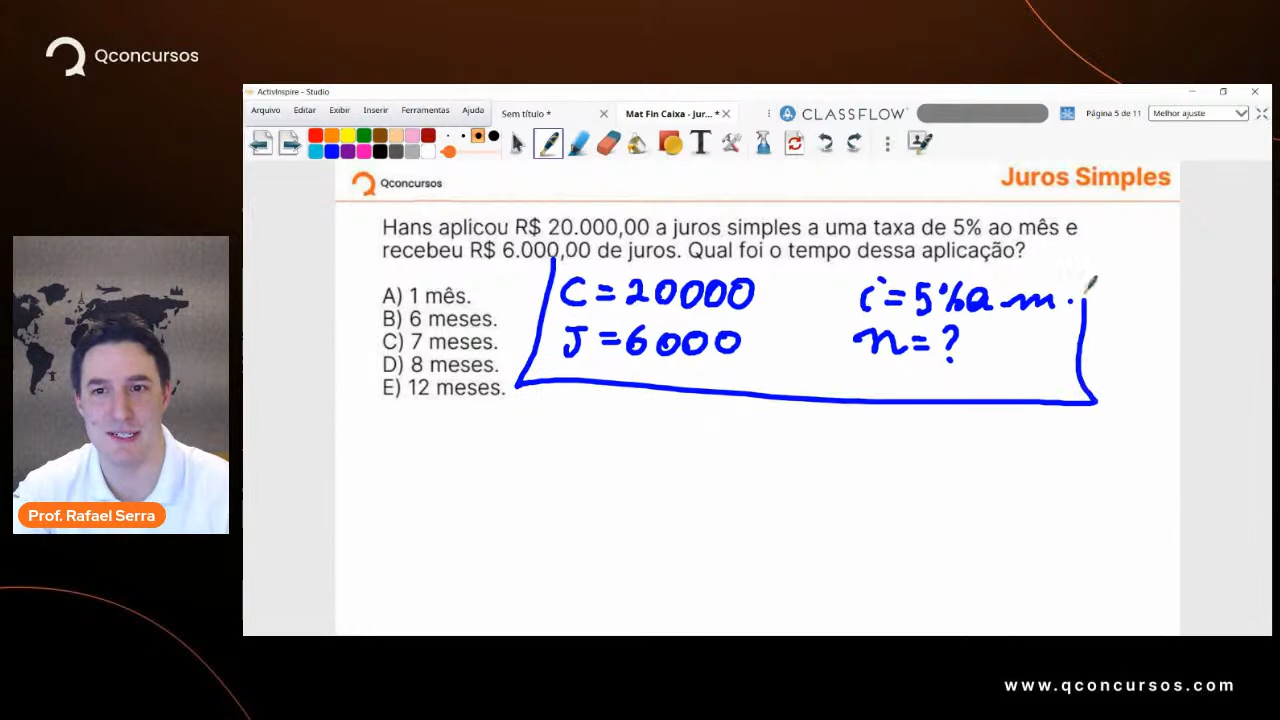 Qconcursos
ActivInspire - Studio
Arquivo Editar Exibir Inserir Ferramentas Ajuda
Sem título *
Mat Fin Caixa - Jur... *
CLASSFLOW
Página 5 de 11
Melhor ajuste
Qconcursos
Juros Simples
Hans aplicou R$ 20.000,00 a juros simples a uma taxa de 5% ao mês e
recebeu R$ 6.000,00 de juros. Qual foi o tempo dessa aplicação?
A) 1 mês.
B) 6 meses.
C) 7 meses.
D) 8 meses.
E) 12 meses.
C = 20000
i = 5% a m.
J = 6000
n = ?
Prof. Rafael Serra
www.qconcursos.com